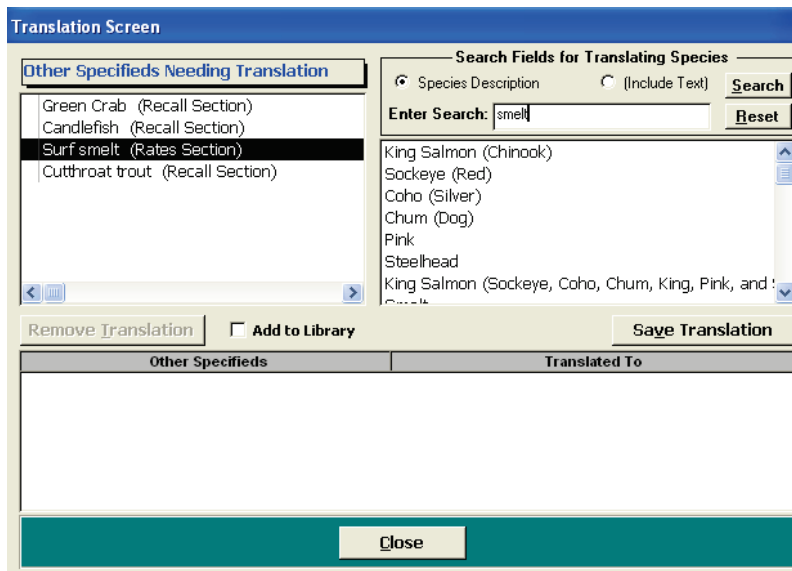 Translation Screen
Other Specifieds Needing Translation
Green Crab (Recall Section)
Candlefish (Recall Section)
Surf smelt (Rates Section)
Cutthroat trout (Recall Section)
Search Fields for Translating Species
Species Description
(Include Text)
Search
Enter Search:
smelt
Reset
King Salmon (Chinook)
Sockeye (Red)
Coho (Silver)
Chum (Dog)
Pink
Steelhead
King Salmon (Sockeye, Coho, Chum, King, Pink, and
Smelt
Remove Translation
Add to Library
Save Translation
Other Specifieds
Translated To
Close